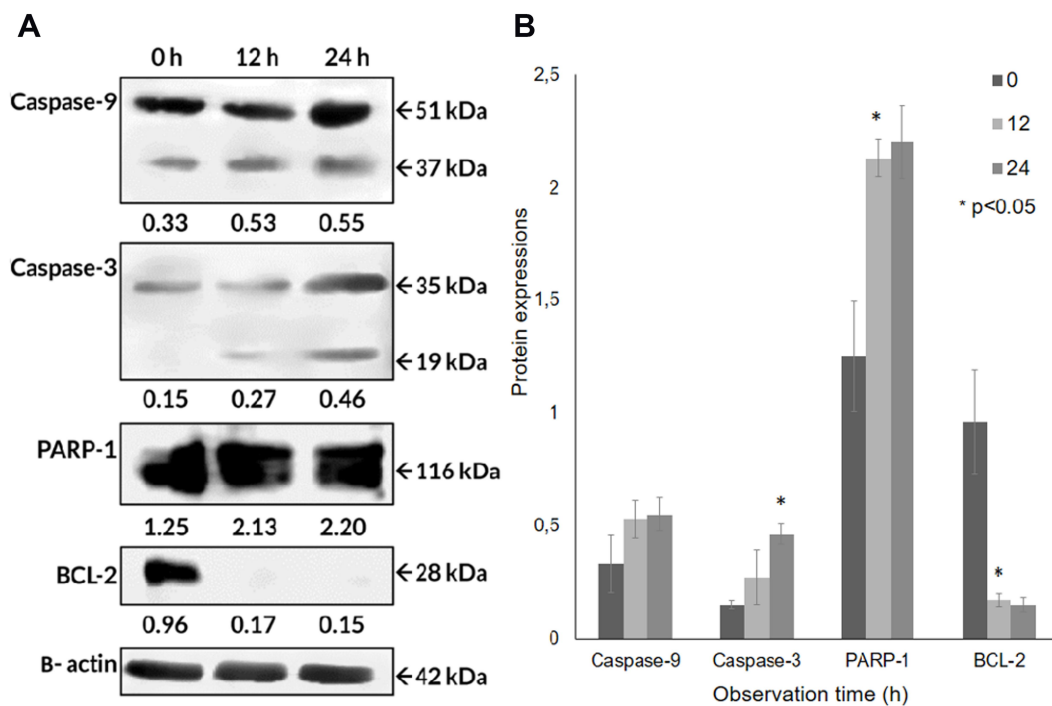 A
0 h 12 h 24 h
Caspase-9
←51 kDa
←37 kDa
0.33 0.53 0.55
Caspase-3
←35 kDa
←19 kDa
0.15 0.27 0.46
PARP-1
←116 kDa
1.25 2.13 2.20
BCL-2
←28 kDa
0.96 0.17 0.15
B- actin
←42 kDa
B
Protein expressions
2,5
2
1,5
1
0,5
0
0
12
24
* p<0.05
*
*
*
Caspase-9 Caspase-3 PARP-1 BCL-2
Observation time (h)